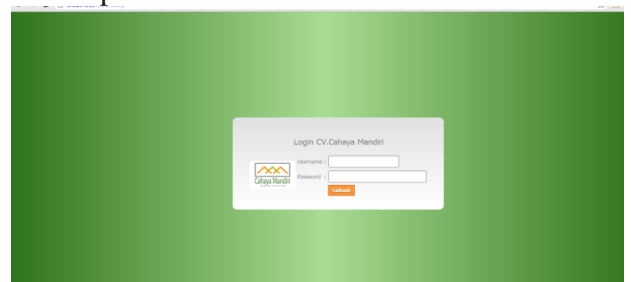 Login CV.Cahaya Mandiri
Username :
Password :
Cahaya Mandiri
Submit